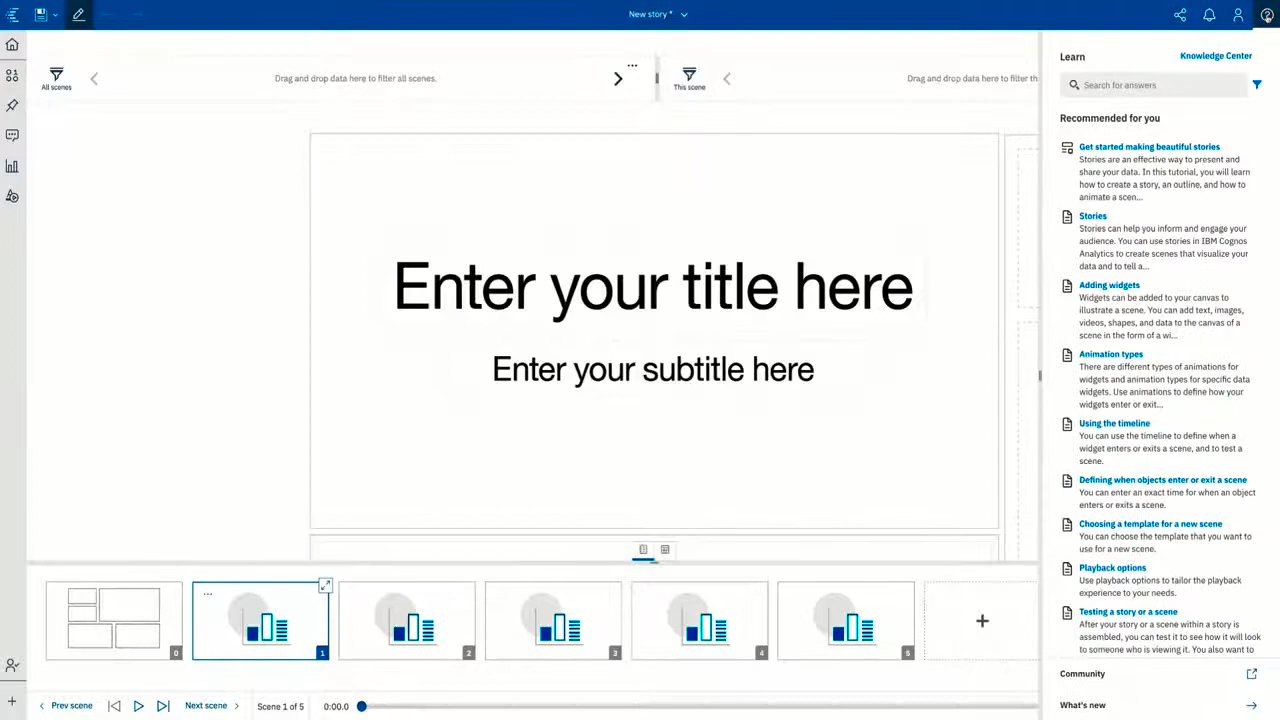 New story *
All scenes
Drag and drop data here to filter all scenes.
This scene
Drag and drop data here to filter th
Enter your title here
Enter your subtitle here
0
1
2
3
4
5
Prev scene
Next scene
Scene 1 of 5
0:00.0
Learn
Knowledge Center
Search for answers
Recommended for you
Get started making beautiful stories
Stories are an effective way to present and
share your data. In this tutorial, you will learn
how to create a story, an outline, and how to
animate a scen...
Stories
Stories can help you inform and engage your
audience. You can use stories in IBM Cognos
Analytics to create scenes that visualize your
data and to tell a...
Adding widgets
Widgets can be added to your canvas to
illustrate a scene. You can add text, images,
videos, shapes, and data to the canvas of a
scene in the form of a wi...
Animation types
There are different types of animations for
widgets and animation types for specific data
widgets. Use animations to define how your
widgets enter or exit...
Using the timeline
You can use the timeline to define when a
widget enters or exits a scene, and to test a
scene.
Defining when objects enter or exit a scene
You can enter an exact time for when an object
enters or exits a scene.
Choosing a template for a new scene
You can choose the template that you want to
use for a new scene.
Playback options
Use playback options to tailor the playback
experience to your needs.
Testing a story or a scene
After your story or a scene within a story is
assembled, you can test it to see how it will look
to someone who is viewing it. You also want to
Community
What's new